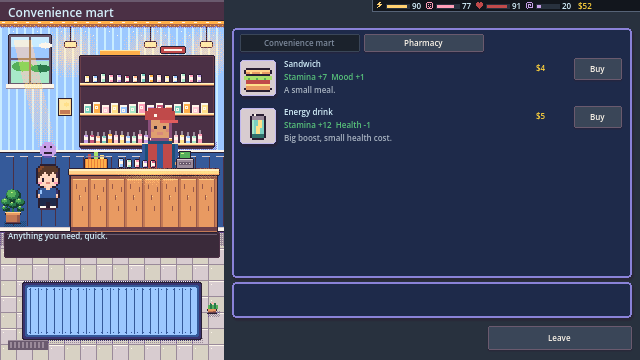 Convenience mart
90
77
91
20
$52
Convenience mart
Pharmacy
Sandwich
Stamina +7 Mood +1
A small meal.
$4
Buy
Energy drink
Stamina +12 Health -1
Big boost, small health cost.
$5
Buy
Anything you need, quick.
Leave